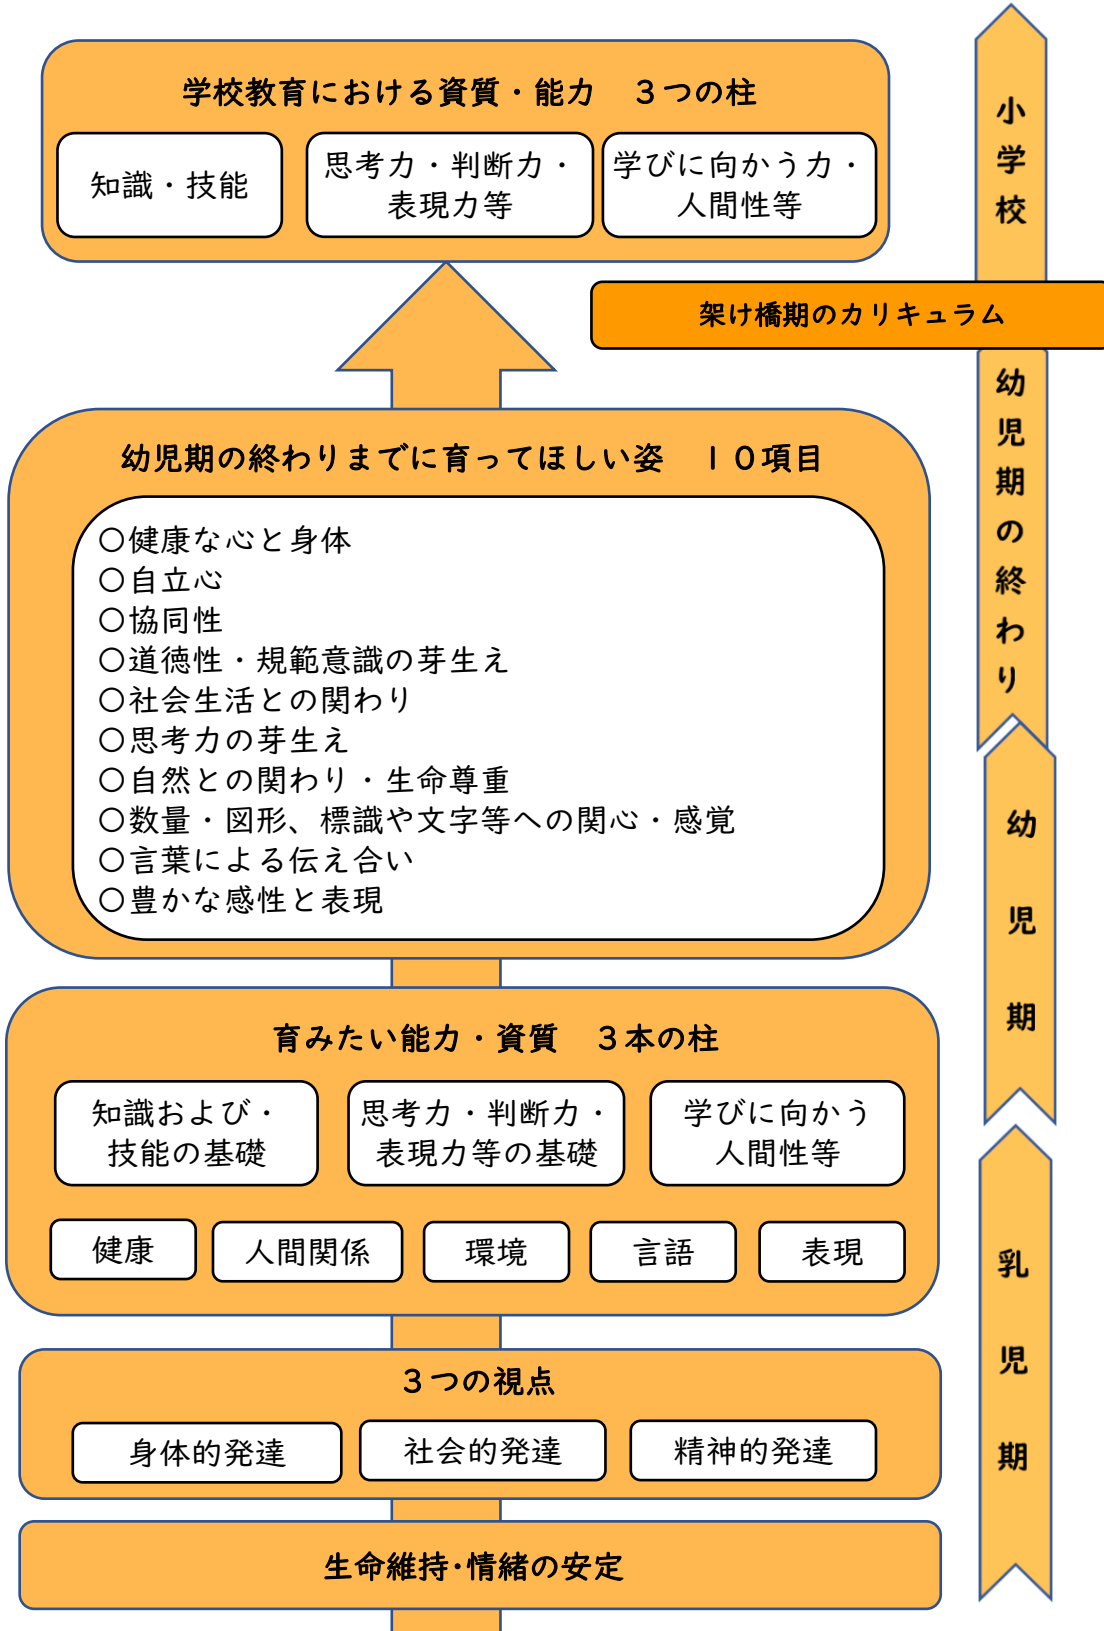 学校教育における資質・能力　３つの柱
知識・技能
思考力・判断力・
表現力等
学びに向かう力・
人間性等
小学校
架け橋期のカリキュラム
幼児期の終わり
幼児期の終わりまでに育ってほしい姿　１０項目
〇健康な心と身体
〇自立心
〇協同性
〇道徳性・規範意識の芽生え
〇社会生活との関わり
〇思考力の芽生え
〇自然との関わり・生命尊重
〇数量・図形、標識や文字等への関心・感覚
〇言葉による伝え合い
〇豊かな感性と表現
幼児期
育みたい能力・資質　３本の柱
知識および・
技能の基礎
思考力・判断力・
表現力等の基礎
学びに向かう
人間性等
健康
人間関係
環境
言語
表現
乳児期
３つの視点
身体的発達
社会的発達
精神的発達
生命維持・情緒の安定